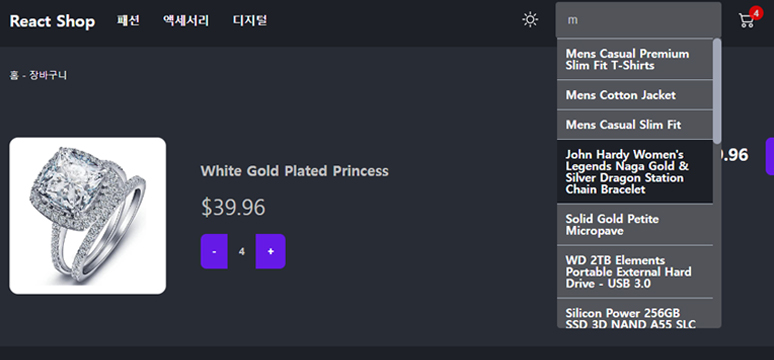 React Shop 패션 액세서리 디지털 m 4
홈 - 장바구니
White Gold Plated Princess
$39.96
- 4 +
Mens Casual Premium
Slim Fit T-Shirts
Mens Cotton Jacket
Mens Casual Slim Fit
John Hardy Women's
Legends Naga Gold &
Silver Dragon Station
Chain Bracelet
Solid Gold Petite
Micropave
WD 2TB Elements
Portable External Hard
Drive - USB 3.0
Silicon Power 256GB
SSD 3D NAND A55 SLC
.96